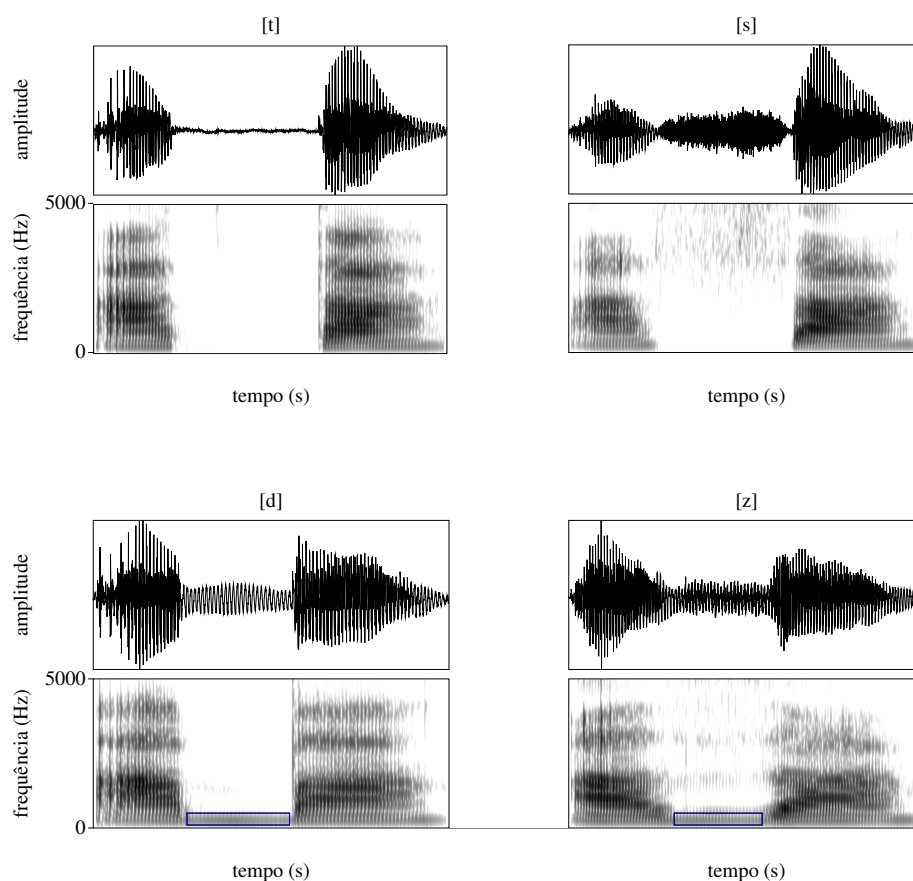 [t]
amplitude
5000
frequência (Hz)
0
tempo (s)
[s]
tempo (s)
[d]
amplitude
5000
frequência (Hz)
0
tempo (s)
[z]
tempo (s)